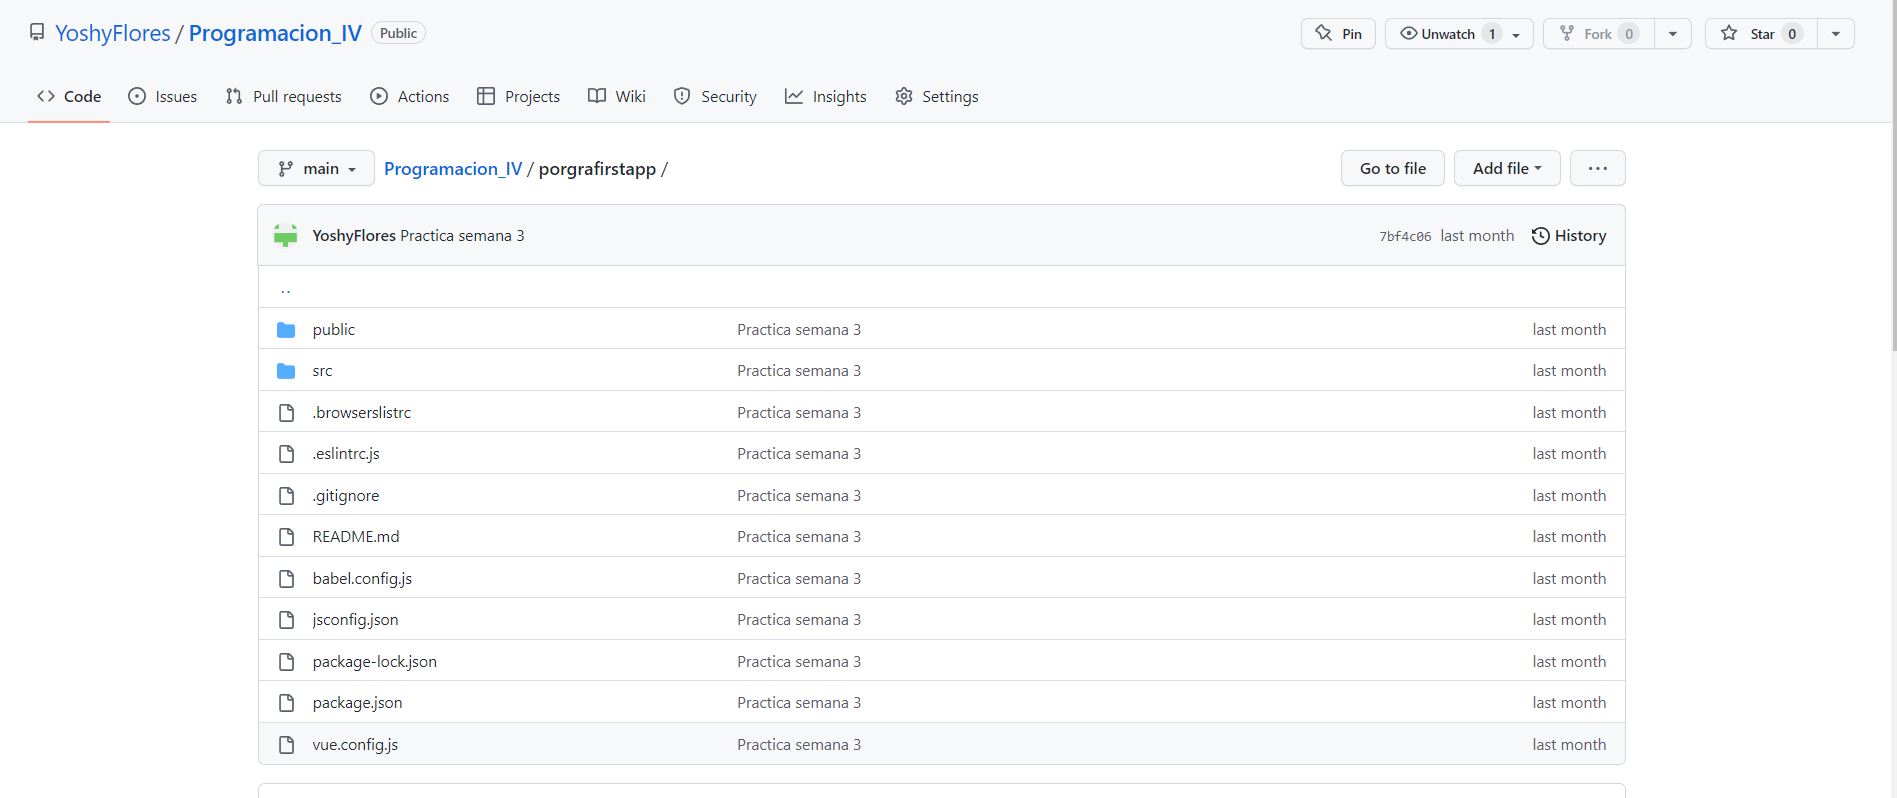 YoshyFlores / Programacion_IV Public Pin Unwatch 1 Fork 0 Star 0
Code Issues Pull requests Actions Projects Wiki Insights Security Settings
main Programacion_IV / porgrafirstapp / Go to file Add file ...
YoshyFlores Practica semana 3 7bf4c06 last month History
..
public Practica semana 3 last month
src Practica semana 3 last month
.browserslistrc Practica semana 3 last month
.eslintrc.js Practica semana 3 last month
.gitignore Practica semana 3 last month
README.md Practica semana 3 last month
babel.config.js Practica semana 3 last month
jsconfig.json Practica semana 3 last month
package-lock.json Practica semana 3 last month
package.json Practica semana 3 last month
vue.config.js Practica semana 3 last month